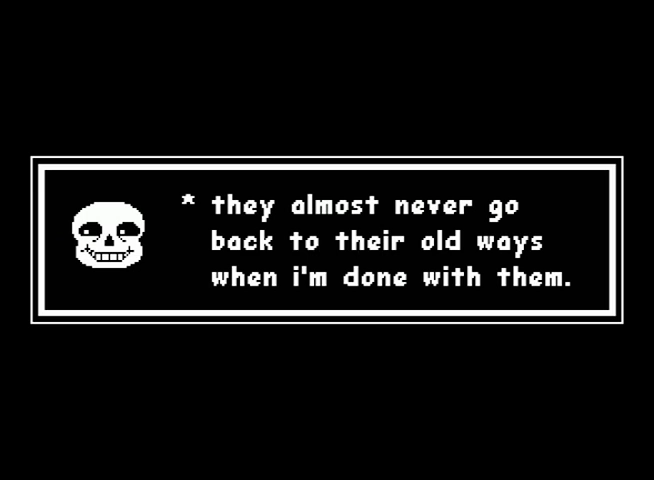 * they almost never go
back to their old ways
when i'm done with them.